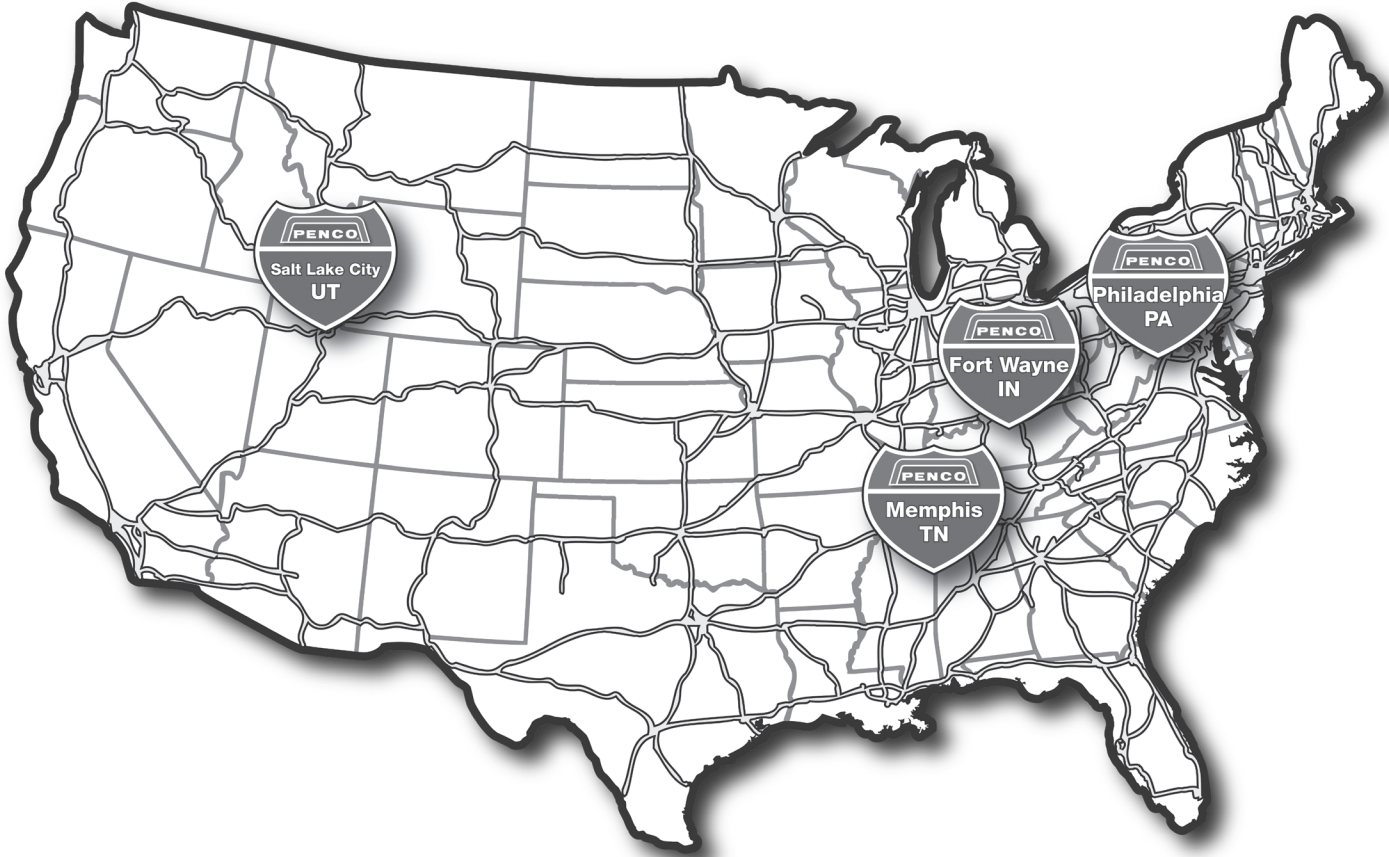 PENCO
Salt Lake City
UT
PENCO
Philadelphia
PA
PENCO
Fort Wayne
IN
PENCO
Memphis
TN